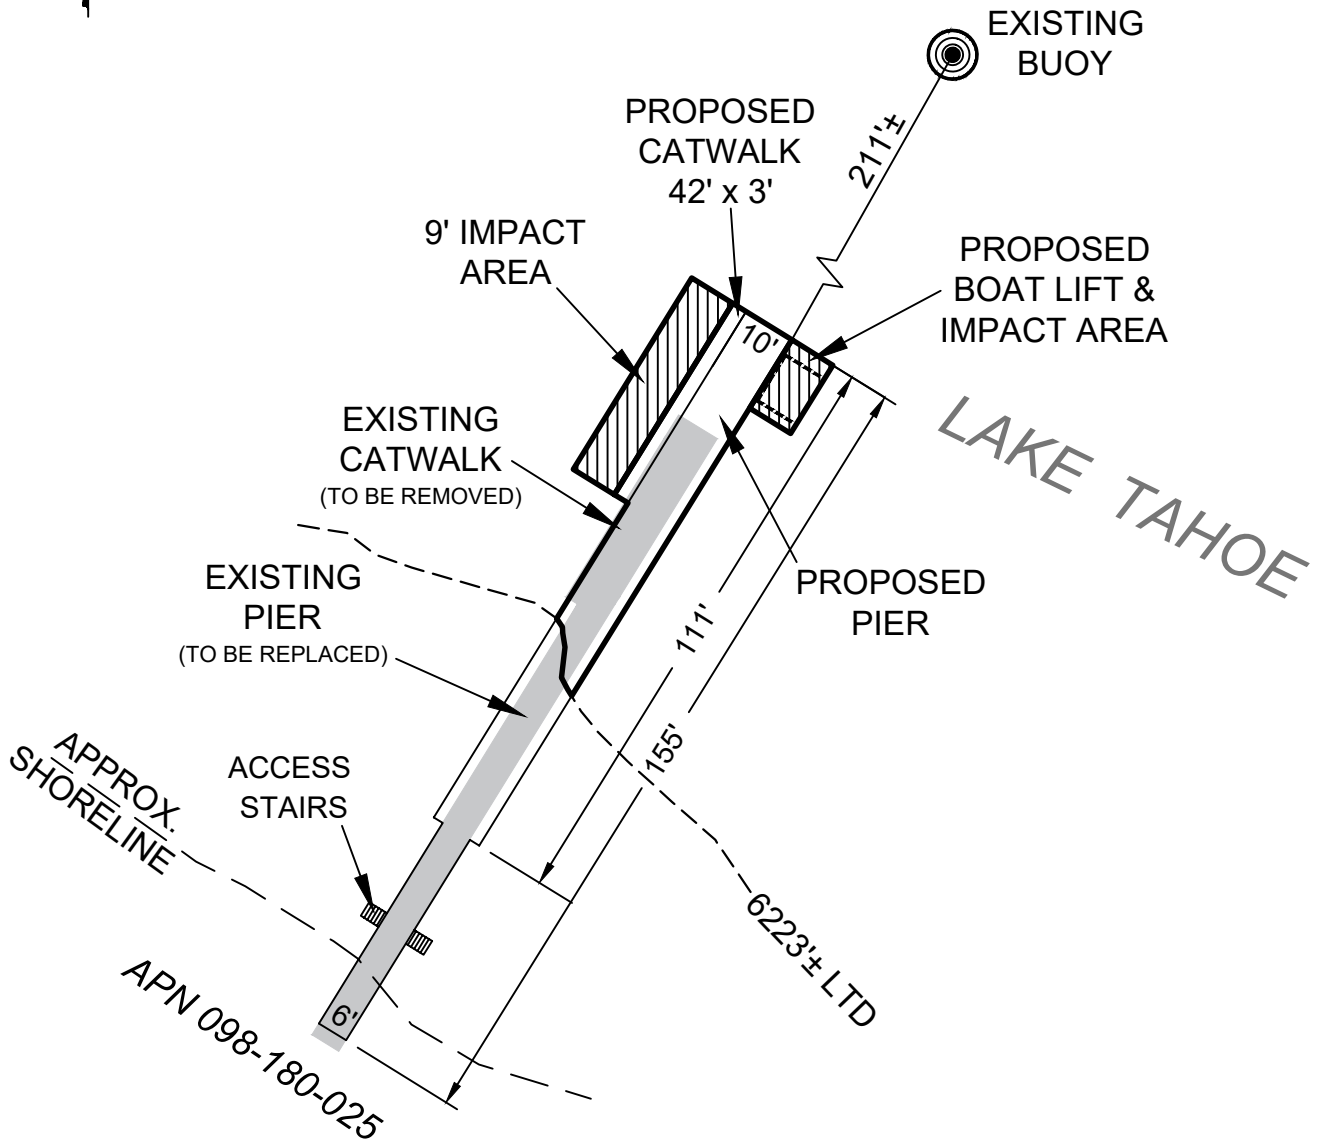 EXISTING
BUOY
PROPOSED
CATWALK
42' x 3'
211'±
9' IMPACT
AREA
PROPOSED
BOAT LIFT &
IMPACT AREA
10'
LAKE TAHOE
EXISTING
CATWALK
(TO BE REMOVED)
EXISTING
PIER
(TO BE REPLACED)
PROPOSED
PIER
111'
155'
APPROX.
SHORELINE
ACCESS
STAIRS
6223'± LTD
6'
APN 098-180-025